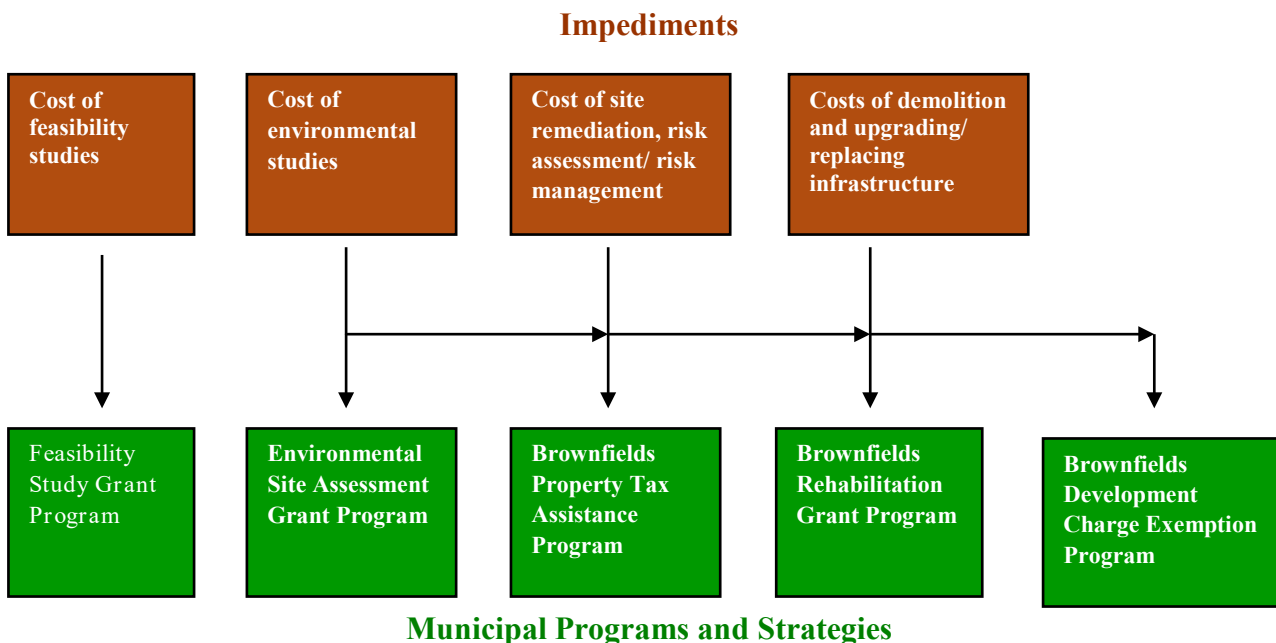 Impediments
Cost of
feasibility
studies
Cost of
environmental
studies
Cost of site
remediation, risk
assessment/ risk
management
Costs of demolition
and upgrading/
replacing
infrastructure
Feasibility
Study Grant
Program
Environmental
Site Assessment
Grant Program
Brownfields
Property Tax
Assistance
Program
Brownfields
Rehabilitation
Grant Program
Brownfields
Development
Charge Exemption
Program
Municipal Programs and Strategies